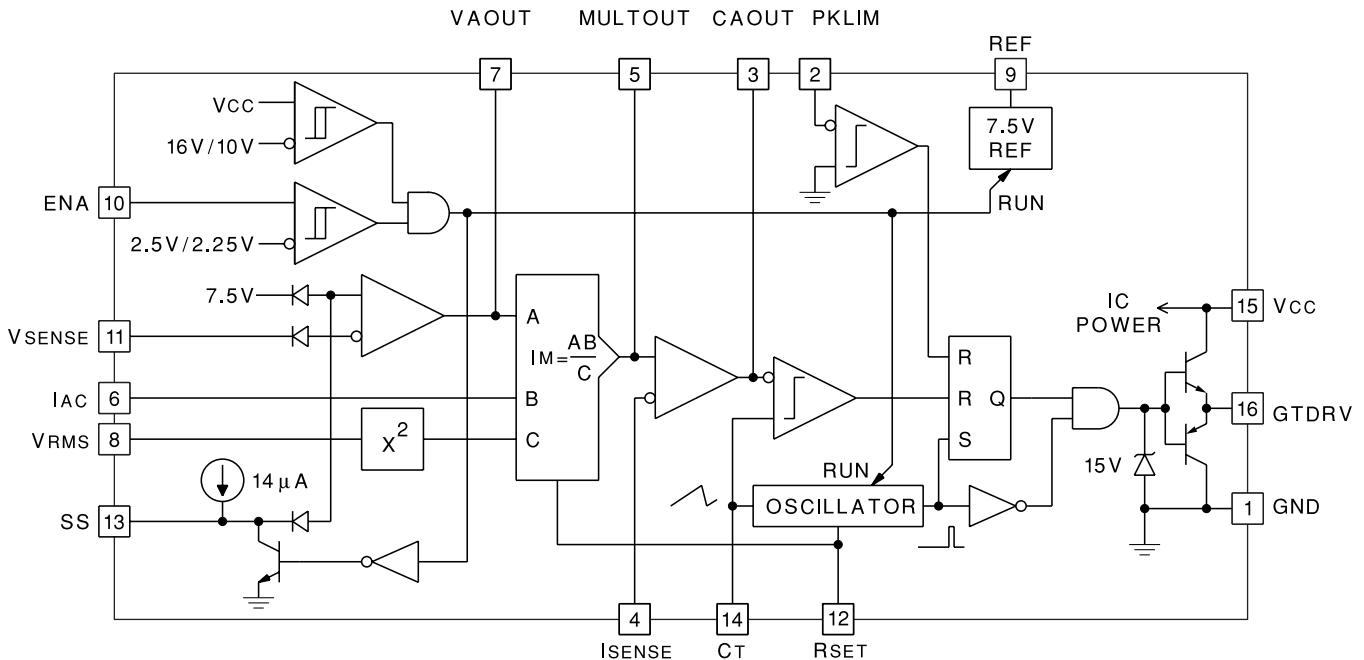 VAOUT MULTOUT CAOUT PKLIM
REF
7 5 3 2 9
VCC
16V/10V
7.5V
REF
ENA 10
RUN
2.5V/2.25V
7.5V
IC
POWER
15 VCC
VSENSE 11
A
IM=AB/C
R
IAC 6
B
R Q
16 GTDRV
VRMS 8
X²
C
S
14µA
RUN
15V
SS 13
OSCILLATOR
1 GND
4 14 12
ISENSE CT RSET